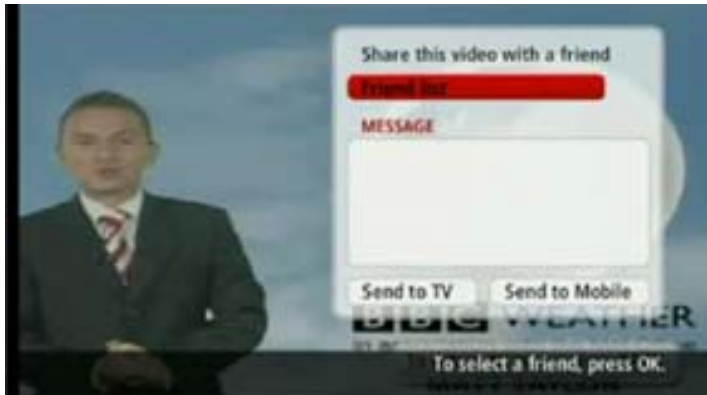 Share this video with a friend
Friend list
MESSAGE
Send to TV Send to Mobile
BBC WEATHER
To select a friend, press OK.